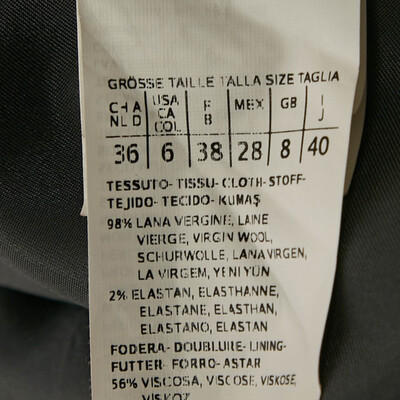 GRÖSSE TAILLE TALLA SIZE TAGLIA
CH A USA, F MEX GB I
NL D CA B J
COL
36 6 38 28 8 40
TESSUTO-TISSU-CLOTH-STOFF-
TEJIDO-TECIDO-KUMAŞ
98% LANA VERGINE, LAINE
VIERGE, VIRGIN WOOL,
SCHURWOLLE, LANA VIRGEN,
LA VIRGEM, YENI YÜN
2% ELASTAN, ELASTHANNE,
ELASTANE, ELASTHAN,
ELASTANO, ELASTAN
FODERA-DOUBLURE-LINING-
FUTTER-FORRO-ASTAR
56% VISCOSA, VISCOSE, VISKOSE,
VISKOZ